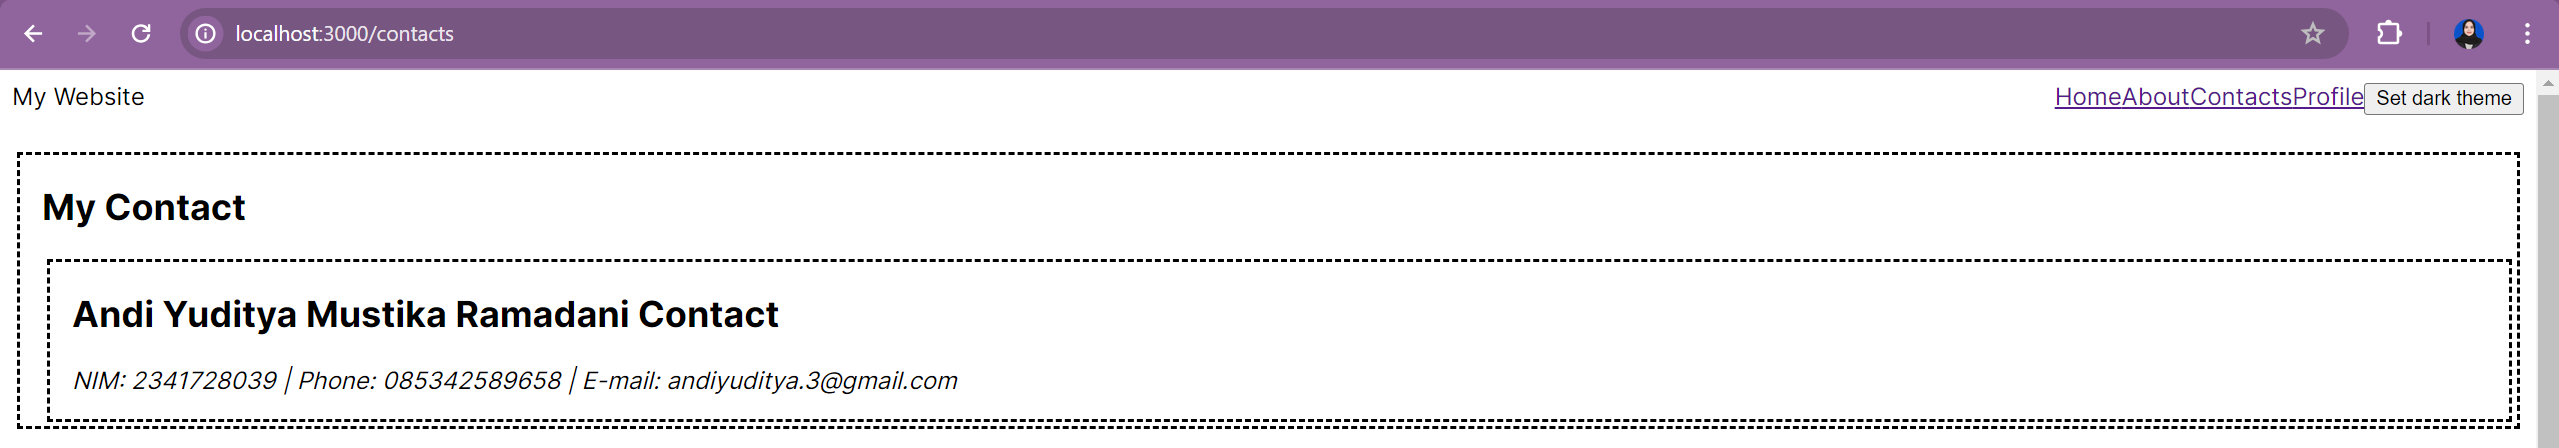 localhost:3000/contacts
My Website HomeAboutContactsProfile Set dark theme
My Contact
Andi Yuditya Mustika Ramadani Contact
NIM: 2341728039 | Phone: 085342589658 | E-mail: andiyuditya.3@gmail.com